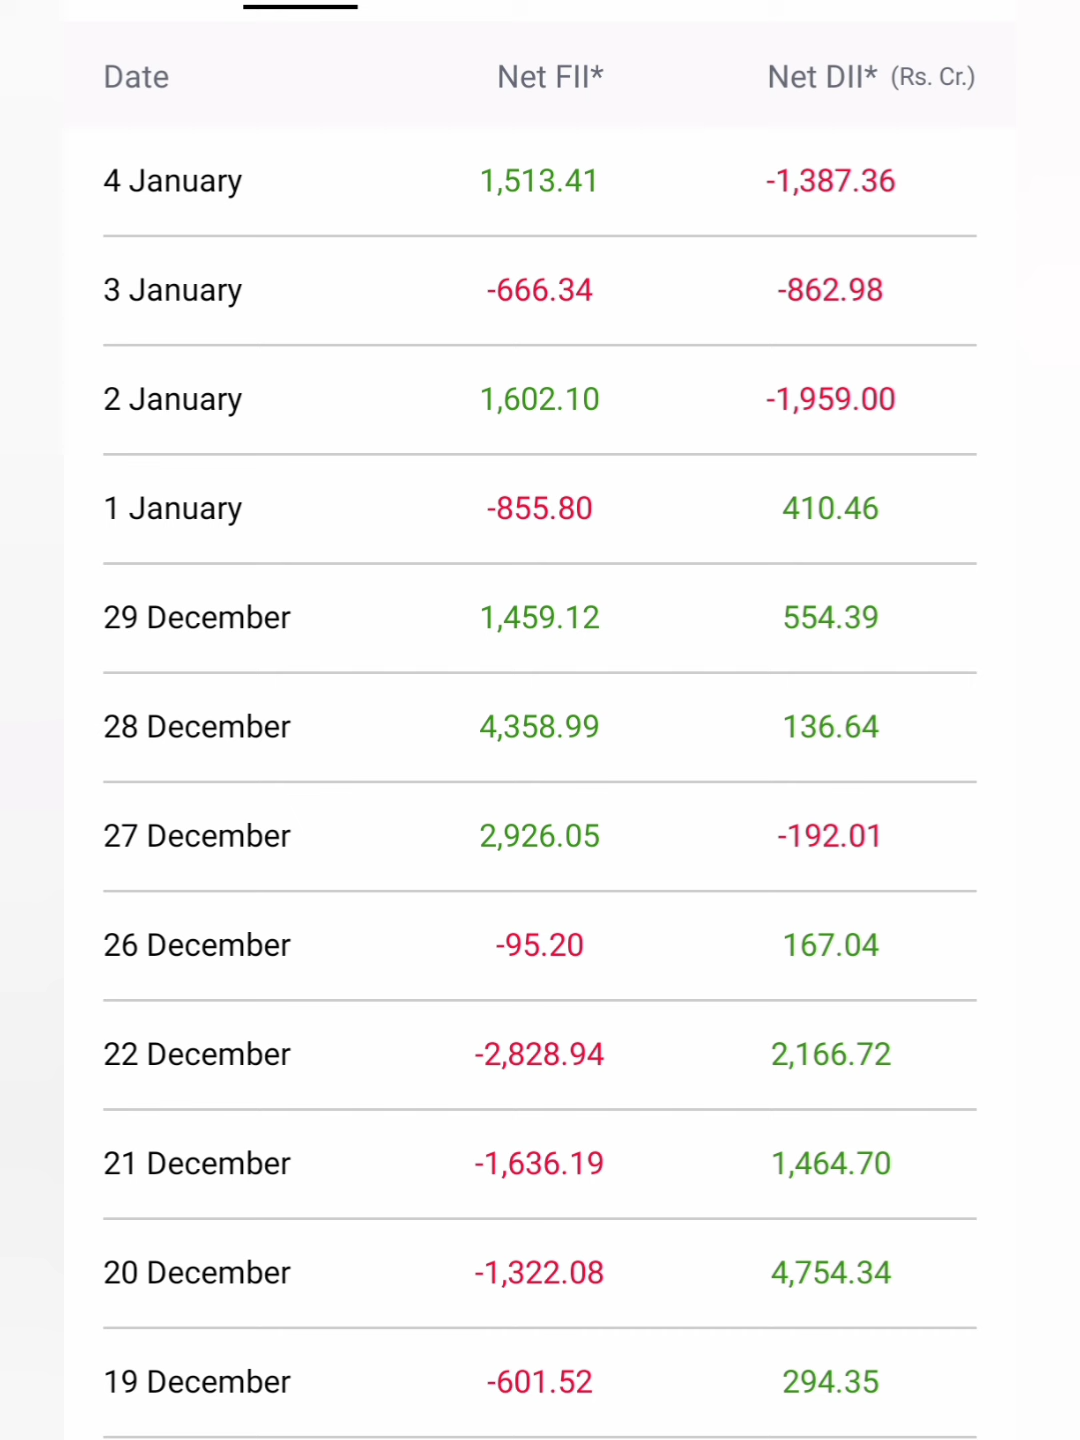 Date Net FII* Net DII* (Rs. Cr.)
4 January 1,513.41 -1,387.36
3 January -666.34 -862.98
2 January 1,602.10 -1,959.00
1 January -855.80 410.46
29 December 1,459.12 554.39
28 December 4,358.99 136.64
27 December 2,926.05 -192.01
26 December -95.20 167.04
22 December -2,828.94 2,166.72
21 December -1,636.19 1,464.70
20 December -1,322.08 4,754.34
19 December -601.52 294.35